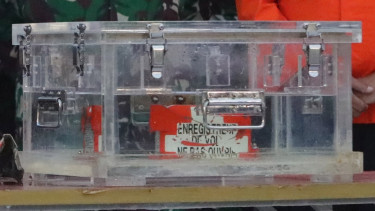 ENREGISTREUR
DE VOL
NE PAS OUVRIR